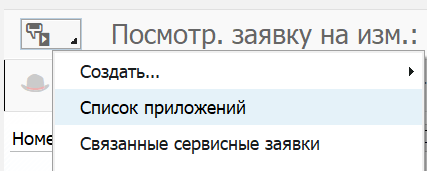 Посмотр. заявку на изм.:
Создать...
Список приложений
Связанные сервисные заявки